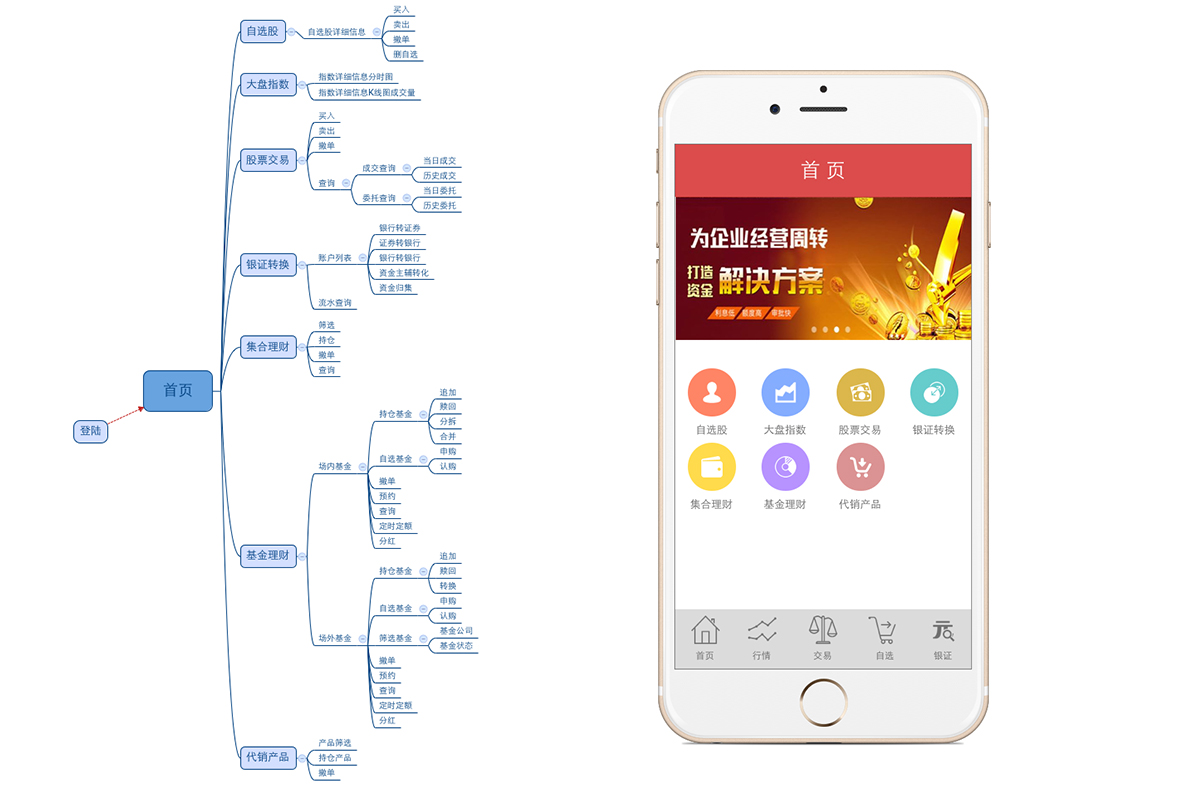 自选股
自选股详细信息
买入
卖出
撤单
删自选
大盘指数
指数详细信息分时图
指数详细信息K线图成交量
股票交易
买入
卖出
撤单
查询
成交查询
当日成交
历史成交
委托查询
当日委托
历史委托
银证转换
账户列表
银行转证券
证券转银行
银行转银行
资金主辅转化
资金归集
流水查询
集合理财
筛选
持仓
撤单
查询
登陆
首页
基金理财
场内基金
持仓基金
追加
赎回
分拆
合并
自选基金
申购
认购
撤单
预约
查询
定时定额
分红
场外基金
持仓基金
追加
赎回
转换
自选基金
申购
认购
筛选基金
基金公司
基金状态
撤单
预约
查询
定时定额
分红
代销产品
产品筛选
持仓产品
撤单
首页
为企业经营周转
打造
资金
解决方案
利息低 额度高 审批快
自选股 大盘指数 股票交易 银证转换
集合理财 基金理财 代销产品
首页 行情 交易 自选 银证